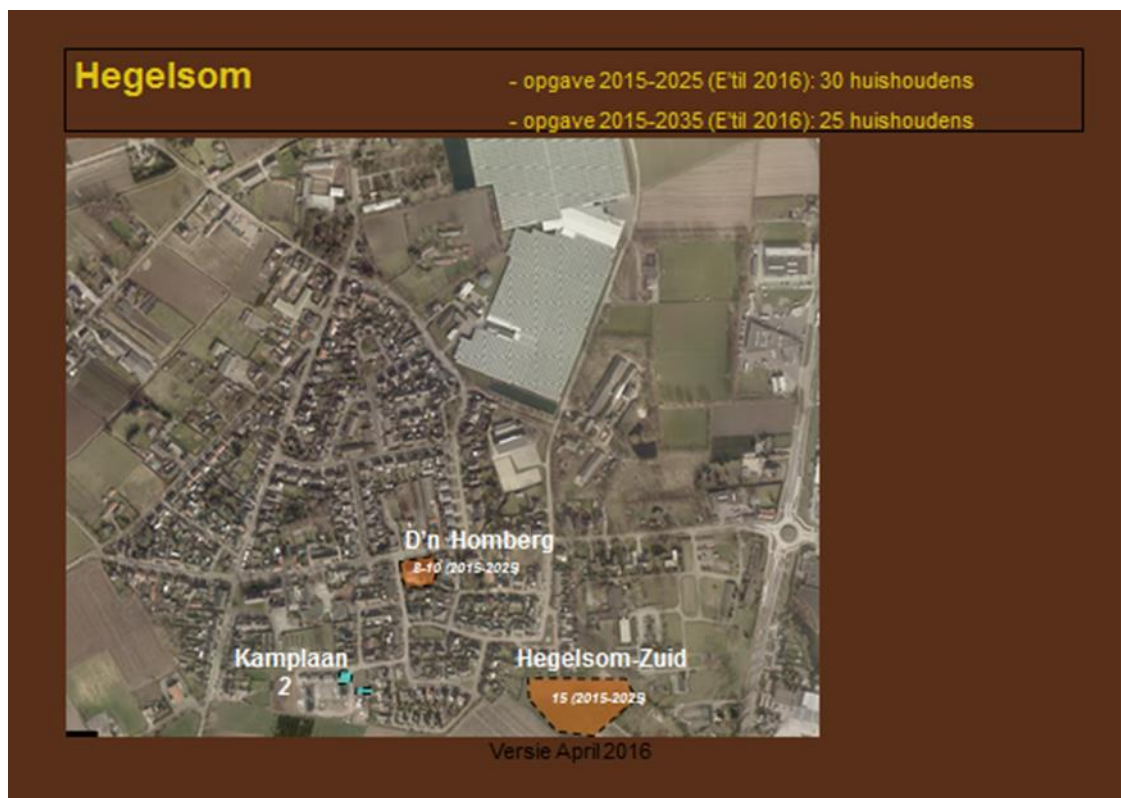 Hegelsom
- opgave 2015-2025 (E'til 2016): 30 huishoudens
- opgave 2015-2035 (E'til 2016): 25 huishoudens
D'n Homberg
8-10 (2015-2025)
Kamplaan
2
Hegelsom-Zuid
15 (2015-2025)
Versie April 2016